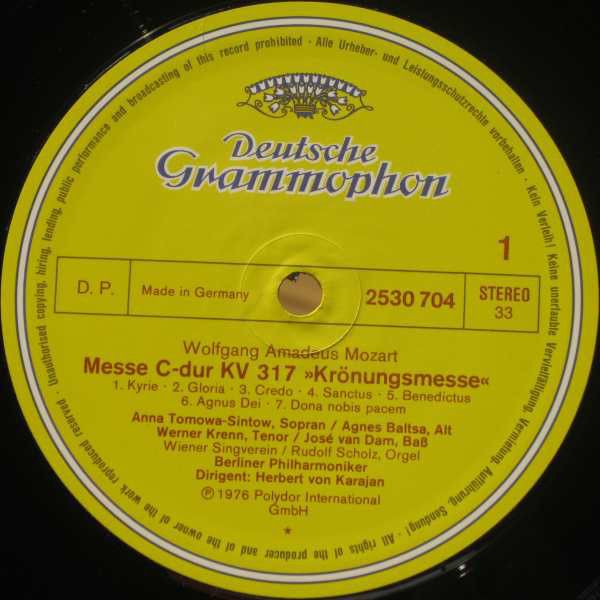 Unauthorised copying, hiring, lending, public performance and broadcasting of this record prohibited · Alle Urheber- und Leistungsschutzrechte vorbehalten · Kein Verleih! Keine unerlaubte Vervielfältigung, Vermietung, Aufführung, Sendung! · All rights of the producer and of the owner of the work reproduced reserved ·
Deutsche
Grammophon
1
D. P.
Made in Germany
2530 704
STEREO
33
Wolfgang Amadeus Mozart
Messe C-dur KV 317 »Krönungsmesse«
1. Kyrie · 2. Gloria · 3. Credo · 4. Sanctus · 5. Benedictus
6. Agnus Dei · 7. Dona nobis pacem
Anna Tomowa-Sintow, Sopran / Agnes Baltsa, Alt
Werner Krenn, Tenor / José van Dam, Baß
Wiener Singverein / Rudolf Scholz, Orgel
Berliner Philharmoniker
Dirigent: Herbert von Karajan
℗ 1976 Polydor International
GmbH
*